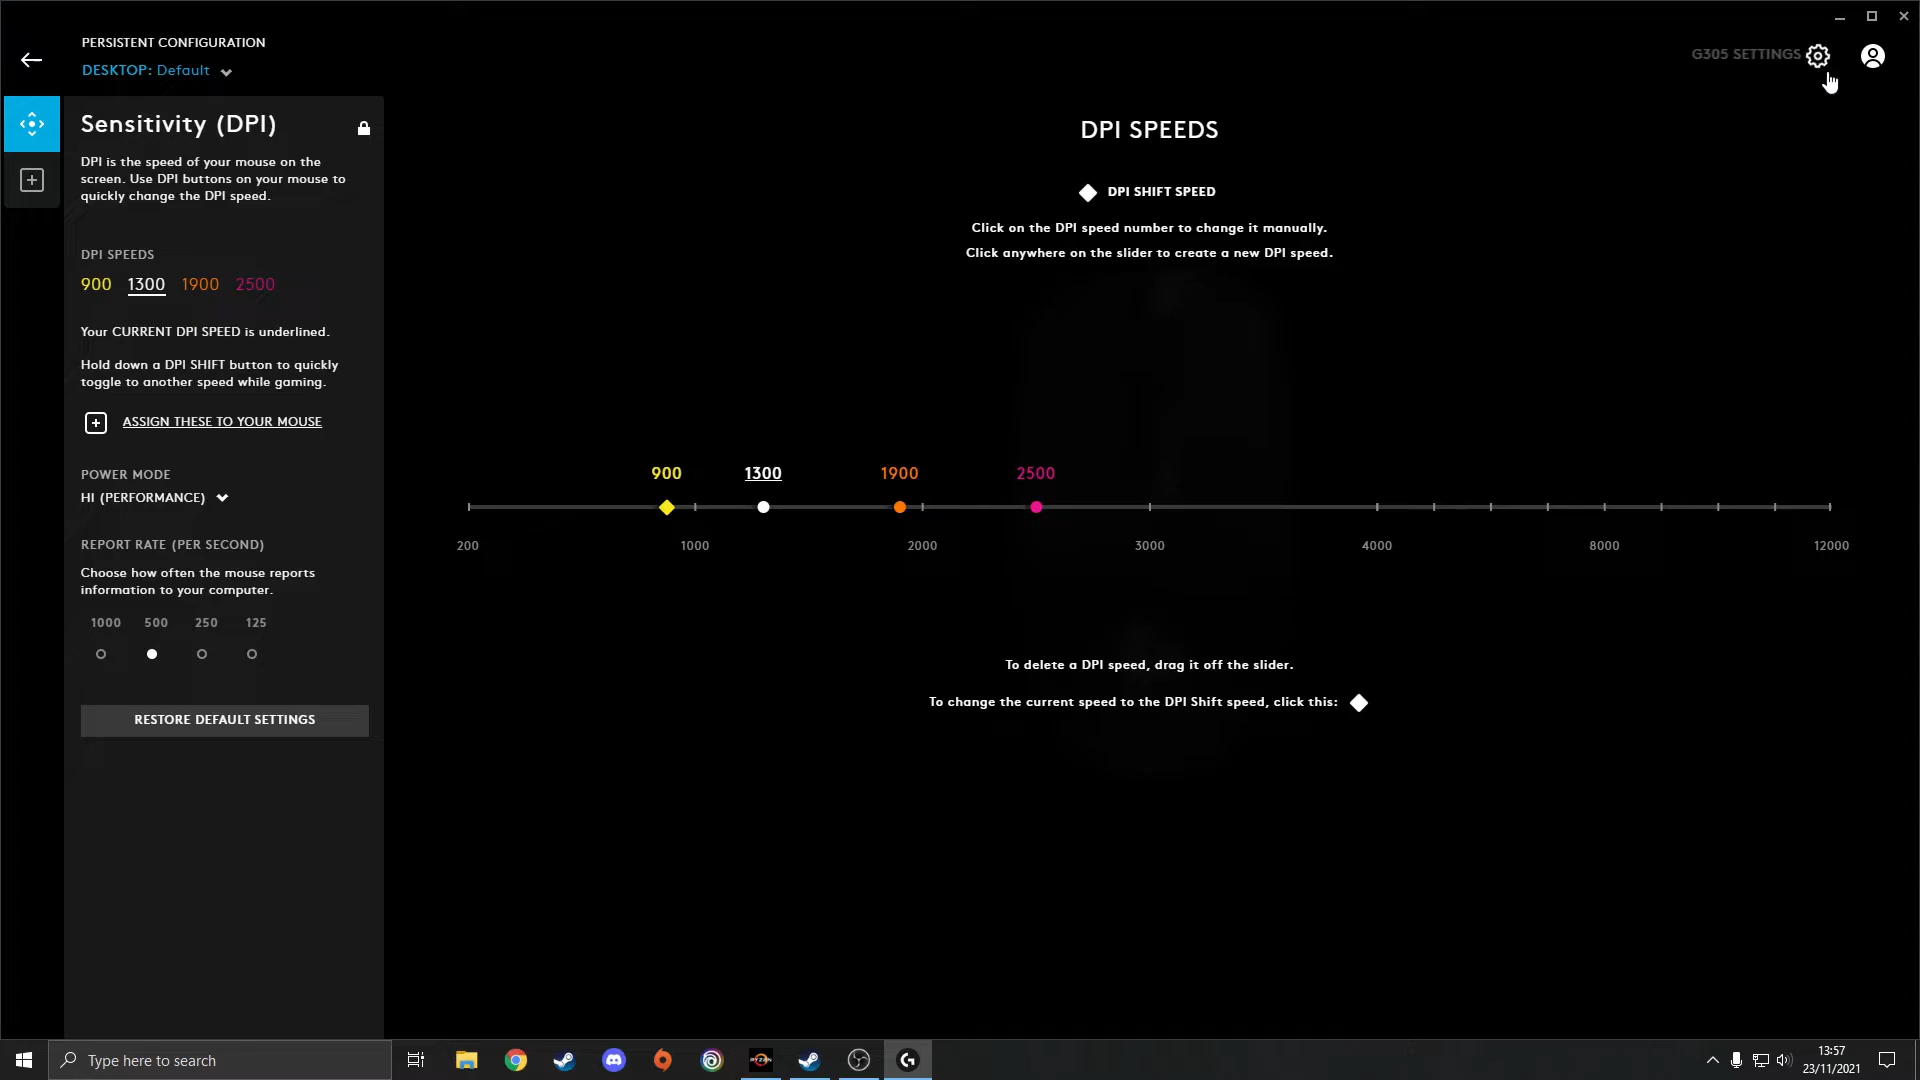 PERSISTENT CONFIGURATION
DESKTOP: Default
G305 SETTINGS
Sensitivity (DPI)
DPI is the speed of your mouse on the
screen. Use DPI buttons on your mouse to
quickly change the DPI speed.
DPI SPEEDS
900 1300 1900 2500
Your CURRENT DPI SPEED is underlined.
Hold down a DPI SHIFT button to quickly
toggle to another speed while gaming.
ASSIGN THESE TO YOUR MOUSE
POWER MODE
HI (PERFORMANCE)
REPORT RATE (PER SECOND)
Choose how often the mouse reports
information to your computer.
1000 500 250 125
RESTORE DEFAULT SETTINGS
DPI SPEEDS
DPI SHIFT SPEED
Click on the DPI speed number to change it manually.
Click anywhere on the slider to create a new DPI speed.
900 1300 1900 2500
200 1000 2000 3000 4000 8000 12000
To delete a DPI speed, drag it off the slider.
To change the current speed to the DPI Shift speed, click this:
Type here to search
RYZEN
13:57
23/11/2021